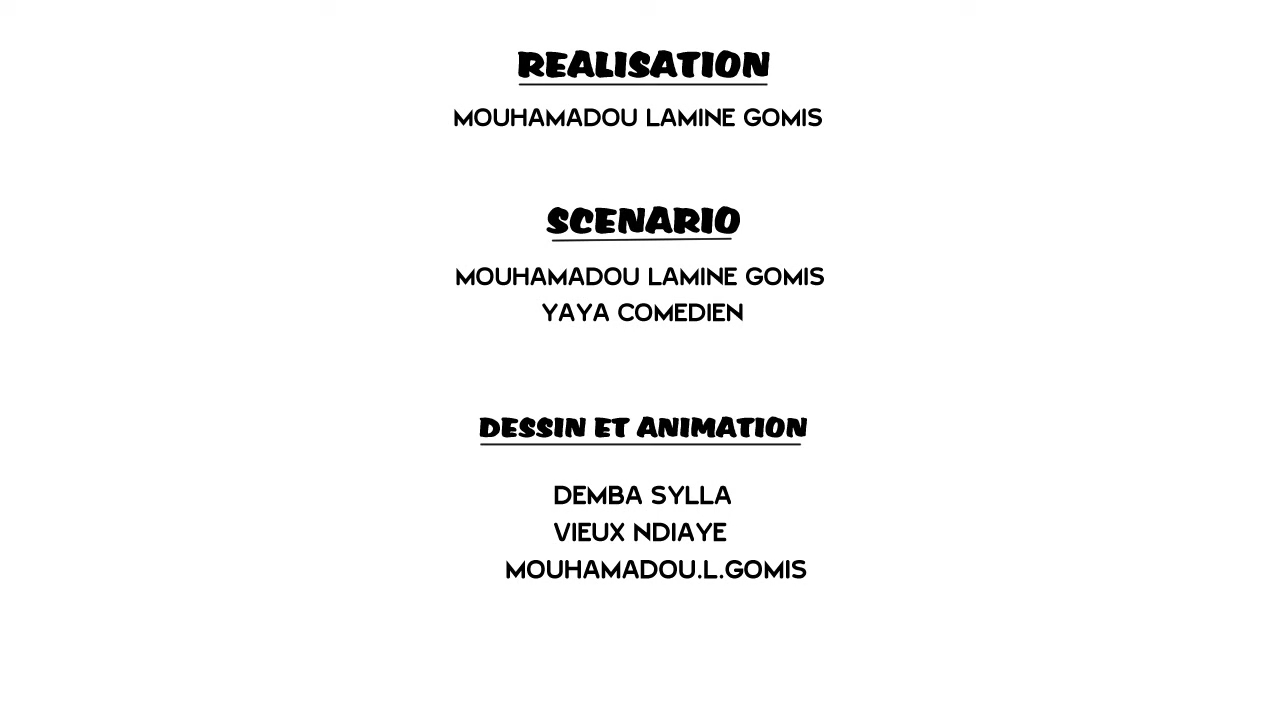 REALISATION
MOUHAMADOU LAMINE GOMIS
SCENARIO
MOUHAMADOU LAMINE GOMIS
YAYA COMEDIEN
DESSIN ET ANIMATION
DEMBA SYLLA
VIEUX NDIAYE
MOUHAMADOU.L.GOMIS